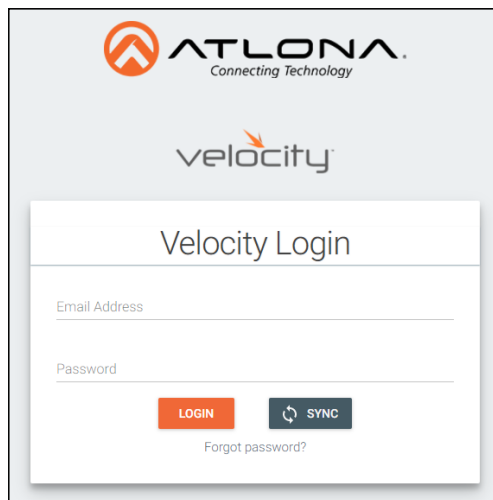 ATLONA.
Connecting Technology
velocity
Velocity Login
Email Address
Password
LOGIN
SYNC
Forgot password?